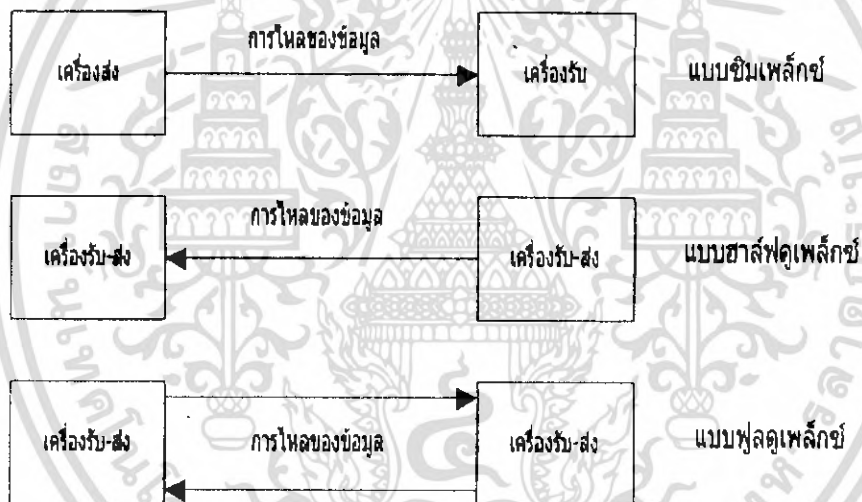 การไหลของข้อมูล
เครื่องส่ง เครื่องรับ แบบซิมเพล็กซ์
การไหลของข้อมูล
เครื่องรับ-ส่ง เครื่องรับ-ส่ง แบบฮาล์ฟดูเพล็กซ์
เครื่องรับ-ส่ง การไหลของข้อมูล เครื่องรับ-ส่ง แบบฟูลดูเพล็กซ์